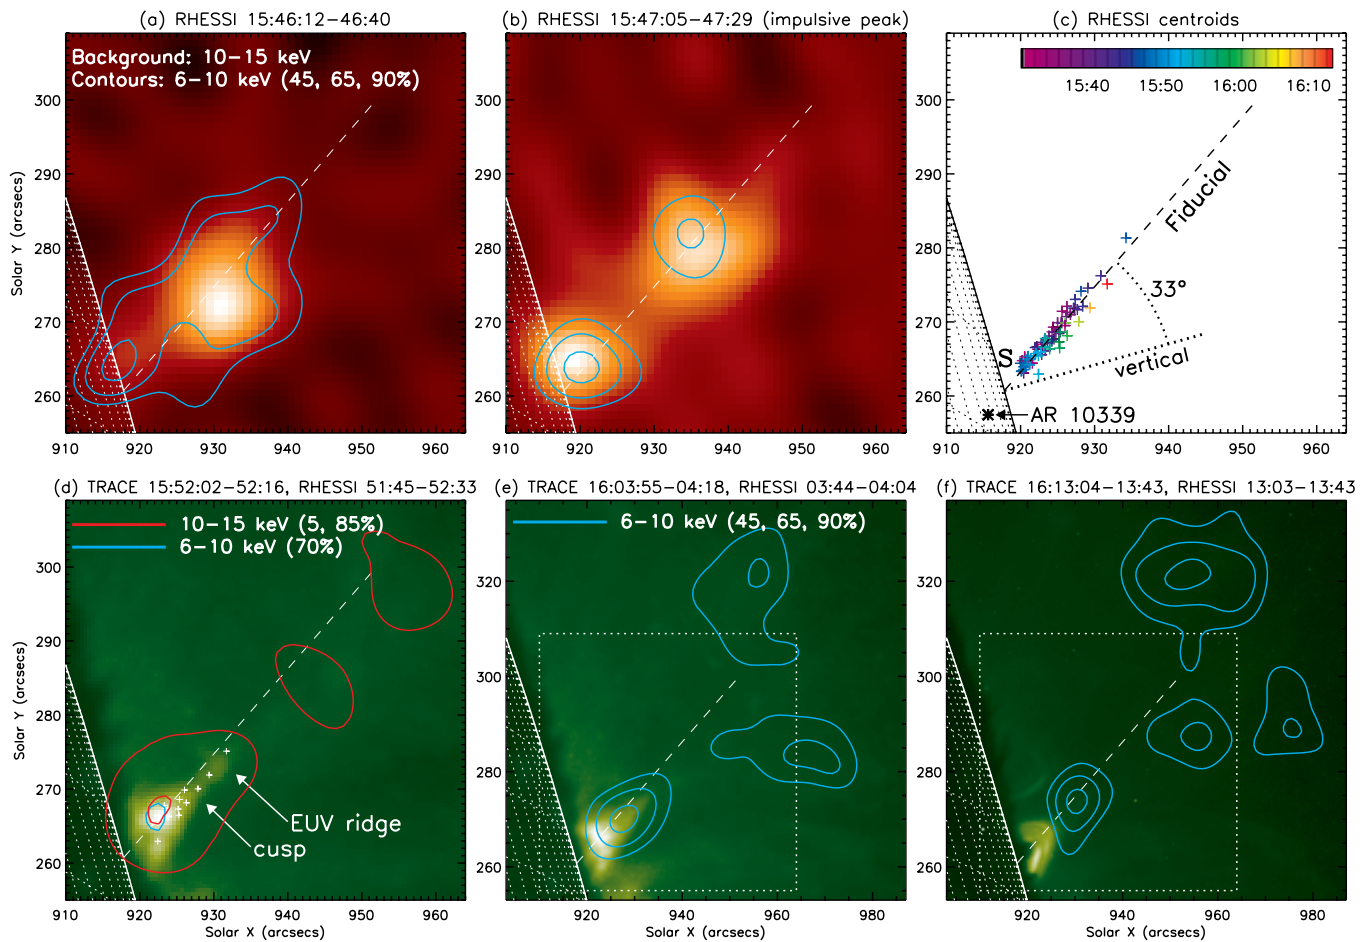 (a) RHESSI 15:46:12-46:40
(b) RHESSI 15:47:05-47:29 (impulsive peak)
(c) RHESSI centroids
Background: 10-15 keV
Contours: 6-10 keV (45, 65, 90%)
15:40 15:50 16:00 16:10
Fiducial
33°
S
vertical
AR 10339
300
290
280
270
260
Solar Y (arcsecs)
910 920 930 940 950 960
300
290
280
270
260
910 920 930 940 950 960
300
290
280
270
260
910 920 930 940 950 960
(d) TRACE 15:52:02-52:16, RHESSI 51:45-52:33
(e) TRACE 16:03:55-04:18, RHESSI 03:44-04:04
(f) TRACE 16:13:04-13:43, RHESSI 13:03-13:43
10-15 keV (5, 85%)
6-10 keV (70%)
EUV ridge
cusp
6-10 keV (45, 65, 90%)
300
290
280
270
260
Solar Y (arcsecs)
910 920 930 940 950 960
Solar X (arcsecs)
320
300
280
260
920 940 960 980
Solar X (arcsecs)
320
300
280
260
920 940 960 980
Solar X (arcsecs)